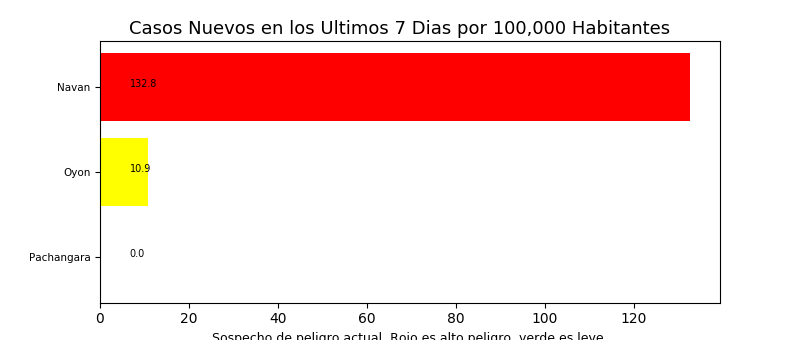 Casos Nuevos en los Ultimos 7 Dias por 100,000 Habitantes
Navan
132.8
Oyon
10.9
Pachangara
0.0
0 20 40 60 80 100 120
Sospecho de peligro actual. Rojo es alto peligro, verde es leve